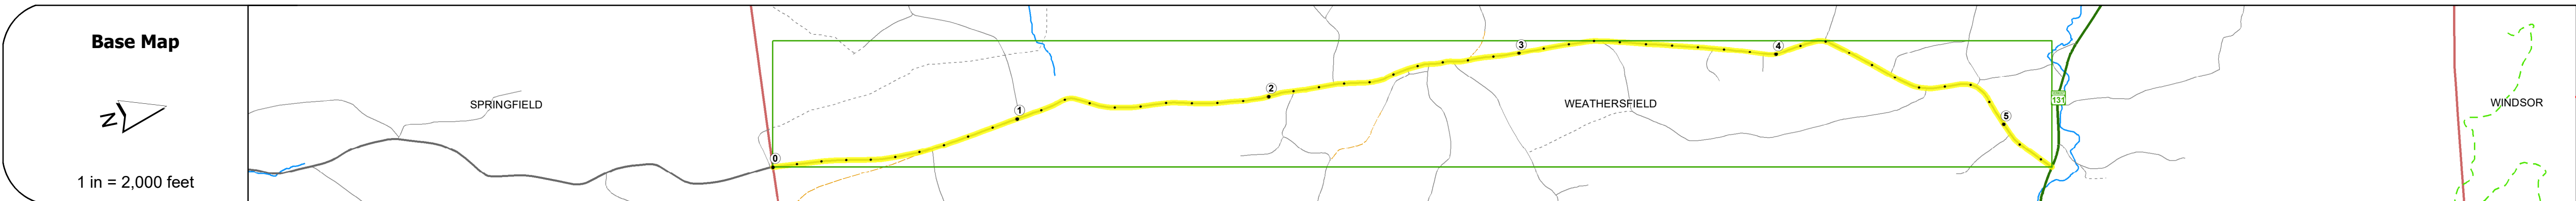 Base Map
N
1 in = 2,000 feet
SPRINGFIELD
0
1
2
3
4
5
WEATHERSFIELD
131
WINDSOR